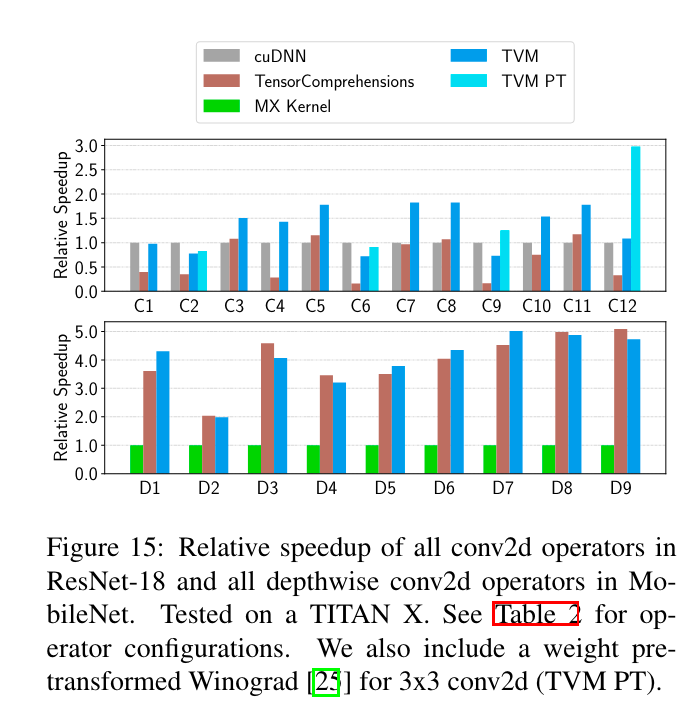 cuDNN
TensorComprehensions
MX Kernel
TVM
TVM PT
Relative Speedup
3.0
2.5
2.0
1.5
1.0
0.5
0.0
C1 C2 C3 C4 C5 C6 C7 C8 C9 C10 C11 C12
Relative Speedup
5.0
4.0
3.0
2.0
1.0
0.0
D1 D2 D3 D4 D5 D6 D7 D8 D9
Figure 15: Relative speedup of all conv2d operators in
ResNet-18 and all depthwise conv2d operators in Mo-
bileNet. Tested on a TITAN X. See Table 2 for op-
erator configurations. We also include a weight pre-
transformed Winograd [25] for 3x3 conv2d (TVM PT).